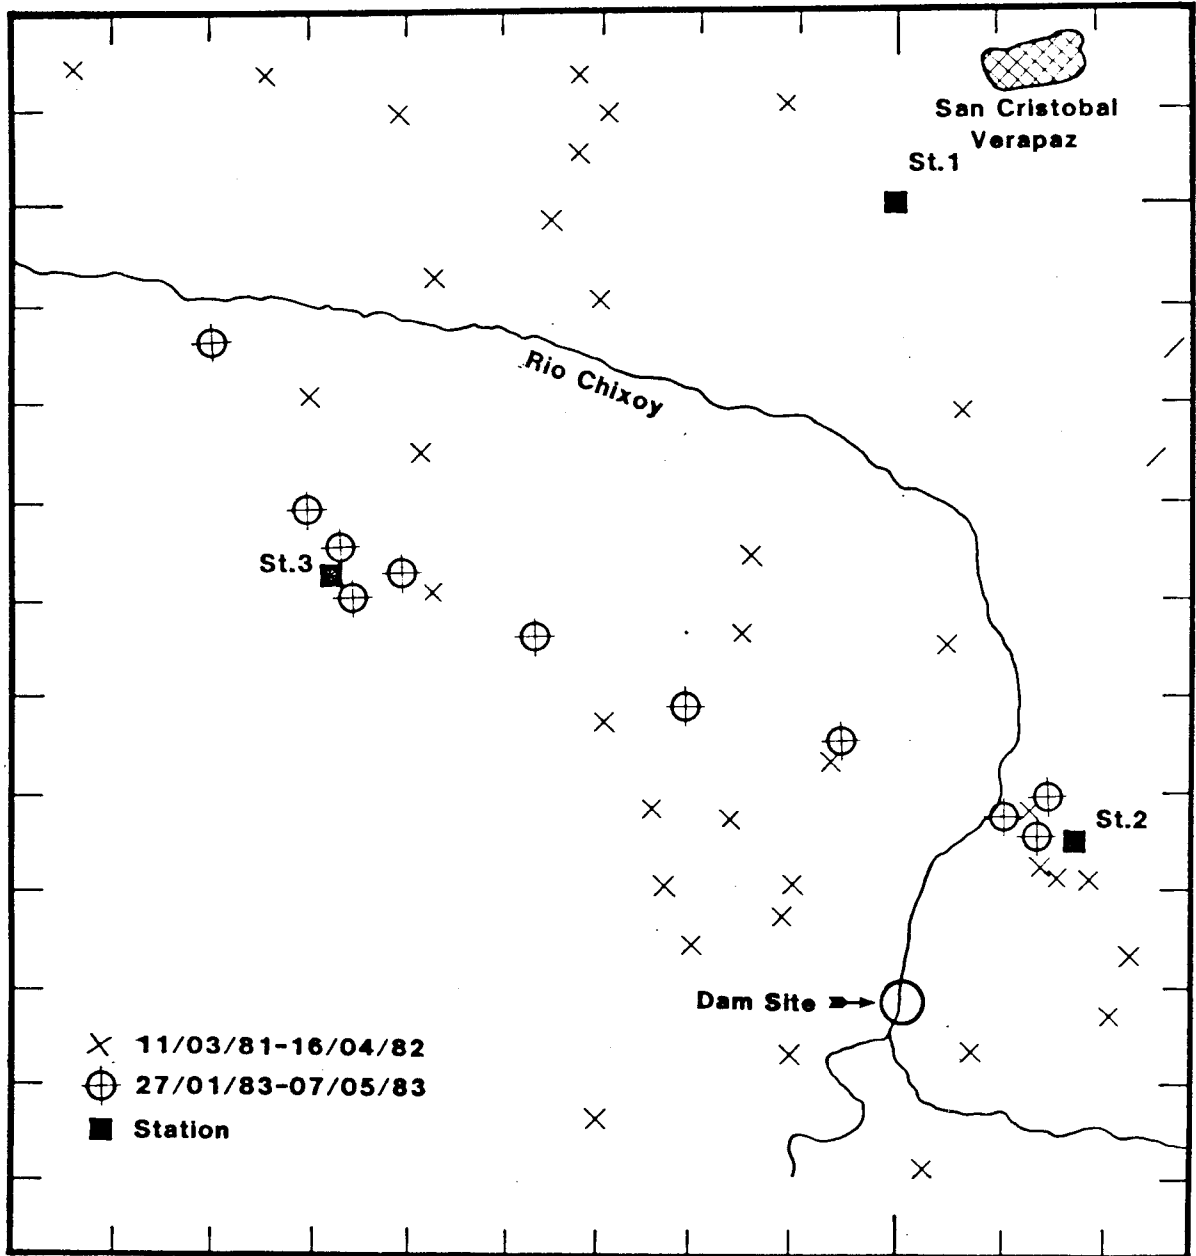 San Cristobal
Verapaz
St.1
Rio Chixoy
St.3
St.2
Dam Site
11/03/81-16/04/82
27/01/83-07/05/83
Station